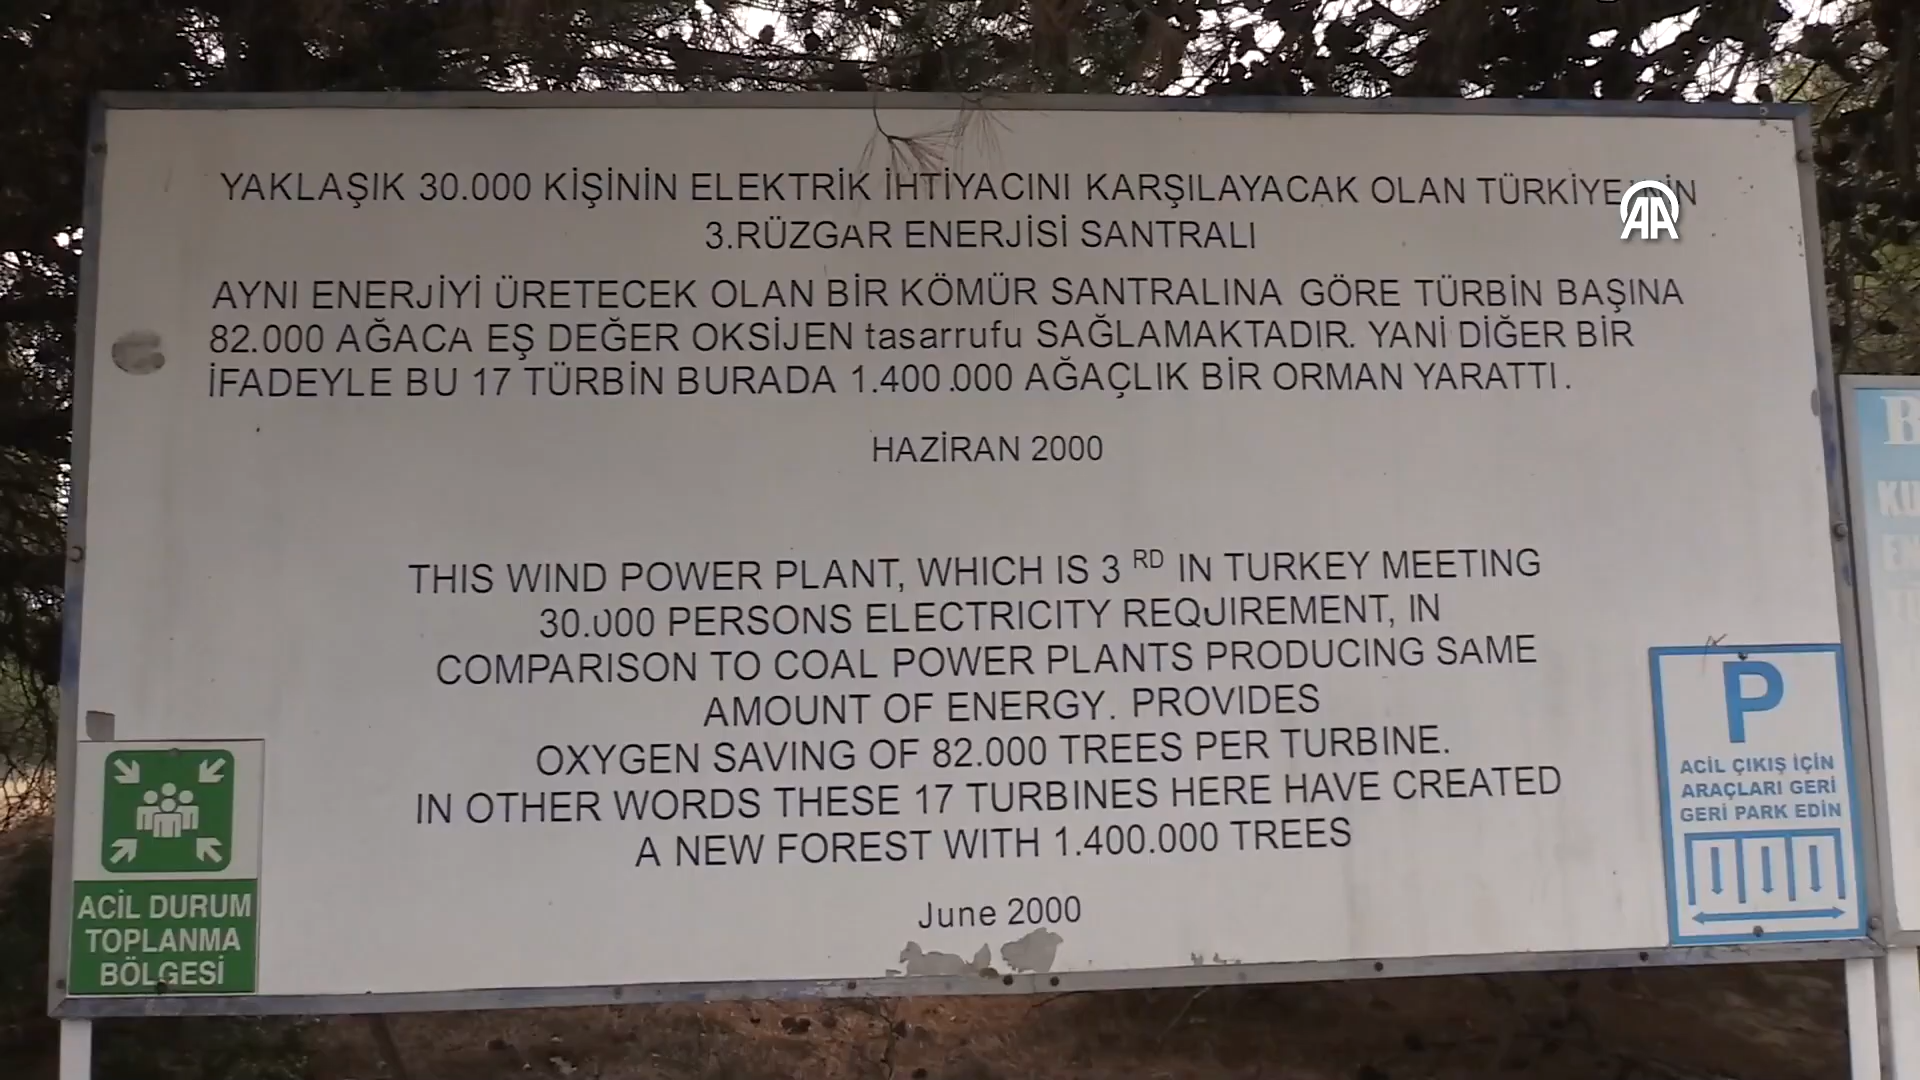 YAKLAŞIK 30.000 KİŞİNİN ELEKTRİK İHTİYACINI KARŞILAYACAK OLAN TÜRKİYE'NİN
3.RÜZGAR ENERJİSİ SANTRALI
AYNI ENERJİYİ ÜRETECEK OLAN BİR KÖMÜR SANTRALINA GÖRE TÜRBİN BAŞINA
82.000 AĞACA EŞ DEĞER OKSİJEN tasarrufu SAĞLAMAKTADIR. YANİ DİĞER BİR
İFADEYLE BU 17 TÜRBİN BURADA 1.400.000 AĞAÇLIK BİR ORMAN YARATTI.
HAZİRAN 2000
THIS WIND POWER PLANT, WHICH IS 3 RD IN TURKEY MEETING
30.000 PERSONS ELECTRICITY REQUIREMENT, IN
COMPARISON TO COAL POWER PLANTS PRODUCING SAME
AMOUNT OF ENERGY. PROVIDES
OXYGEN SAVING OF 82.000 TREES PER TURBINE.
IN OTHER WORDS THESE 17 TURBINES HERE HAVE CREATED
A NEW FOREST WITH 1.400.000 TREES
June 2000
ACİL DURUM
TOPLANMA
BÖLGESİ
P
ACİL ÇIKIŞ İÇİN
ARAÇLARI GERİ
GERİ PARK EDİN
AA